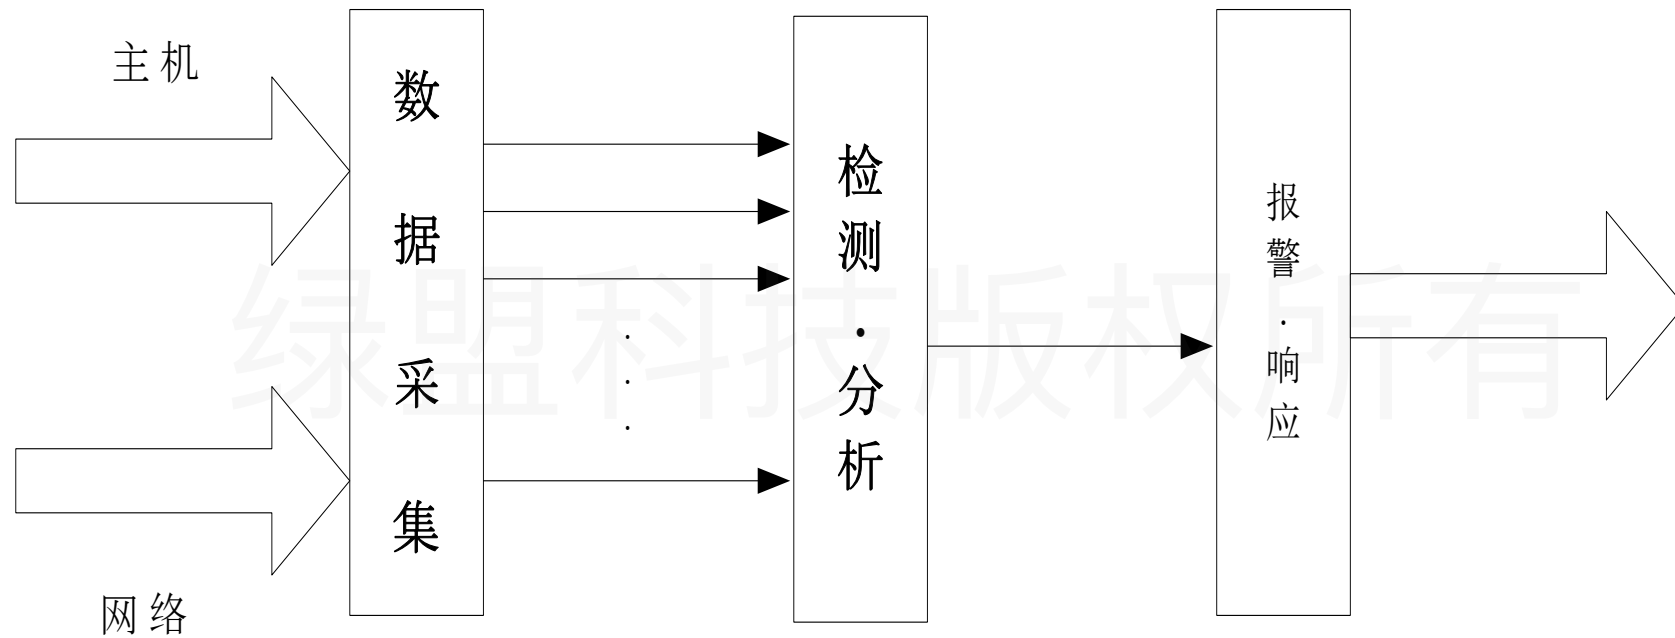 主机
网络
数据采集
检测·分析
报警·响应
绿盟科技版权所有